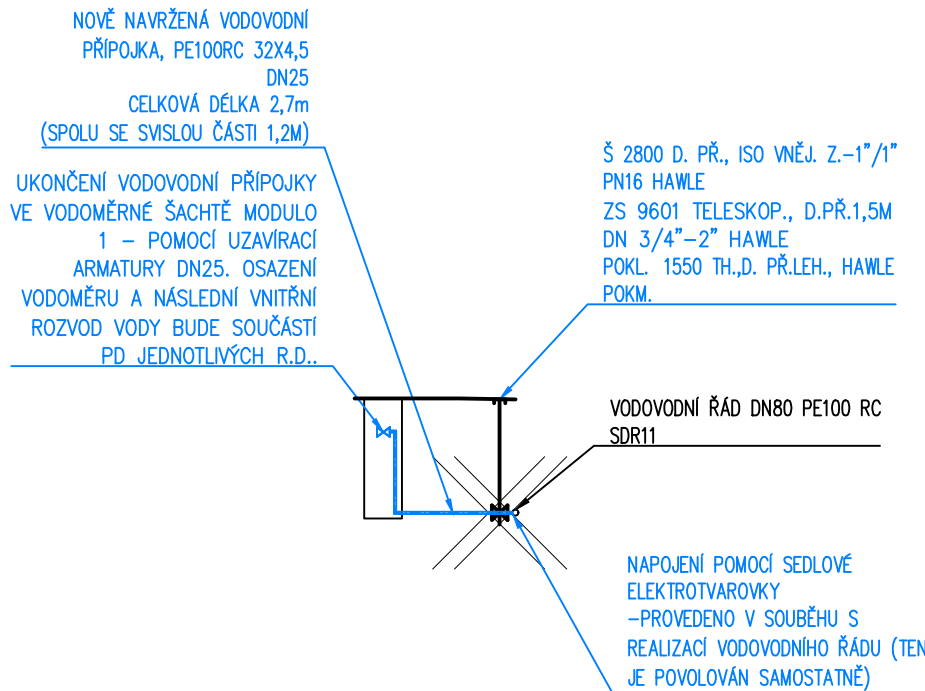 NOVĚ NAVRŽENÁ VODOVODNÍ
PŘÍPOJKA, PE100RC 32X4,5
DN25
CELKOVÁ DÉLKA 2,7m
(SPOLU SE SVISLOU ČÁSTI 1,2M)
UKONČENÍ VODOVODNÍ PŘÍPOJKY
VE VODOMĚRNÉ ŠACHTĚ MODULO
1 – POMOCÍ UZAVÍRACÍ
ARMATURY DN25. OSAZENÍ
VODOMĚRU A NÁSLEDNÍ VNITŘNÍ
ROZVOD VODY BUDE SOUČÁSTÍ
PD JEDNOTLIVÝCH R.D..
Š 2800 D. PŘ., ISO VNĚJ. Z.–1"/1"
PN16 HAWLE
ZS 9601 TELESKOP., D.PŘ.1,5M
DN 3/4"–2" HAWLE
POKL. 1550 TH.,D. PŘ.LEH., HAWLE
POKM.
VODOVODNÍ ŘÁD DN80 PE100 RC
SDR11
NAPOJENÍ POMOCÍ SEDLOVÉ
ELEKTROTVAROVKY
–PROVEDENO V SOUBĚHU S
REALIZACÍ VODOVODNÍHO ŘÁDU (TEN
JE POVOLOVÁN SAMOSTATNĚ)